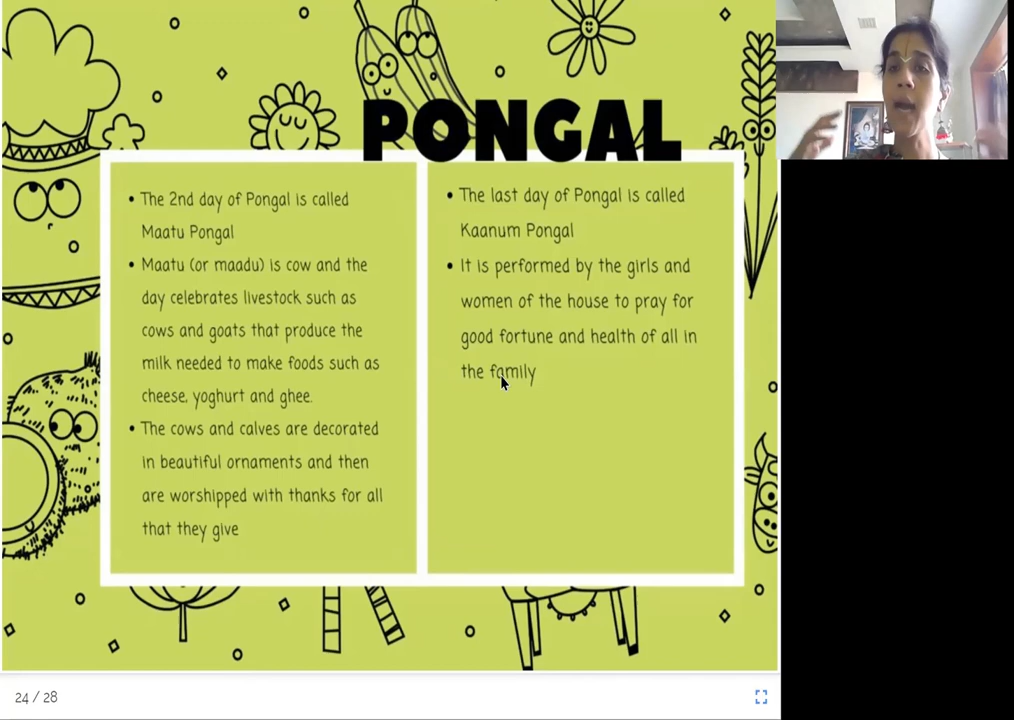 PONGAL
• The 2nd day of Pongal is called
Maatu Pongal
• Maatu (or maadu) is cow and the
day celebrates livestock such as
cows and goats that produce the
milk needed to make foods such as
cheese, yoghurt and ghee.
• The cows and calves are decorated
in beautiful ornaments and then
are worshipped with thanks for all
that they give
• The last day of Pongal is called
Kaanum Pongal
• It is performed by the girls and
women of the house to pray for
good fortune and health of all in
the family
24 / 28